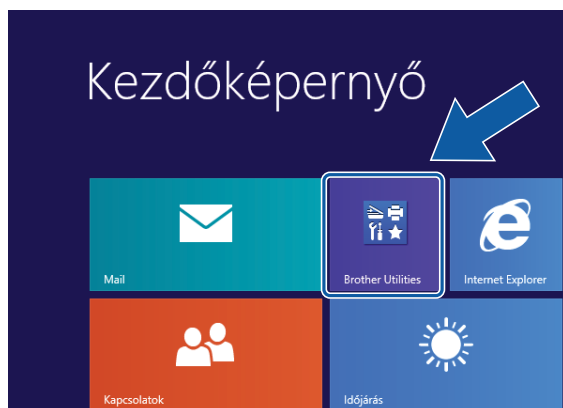 Kezdőképernyő
Mail
Brother Utilities
Internet Explorer
Kapcsolatok
Időjárás